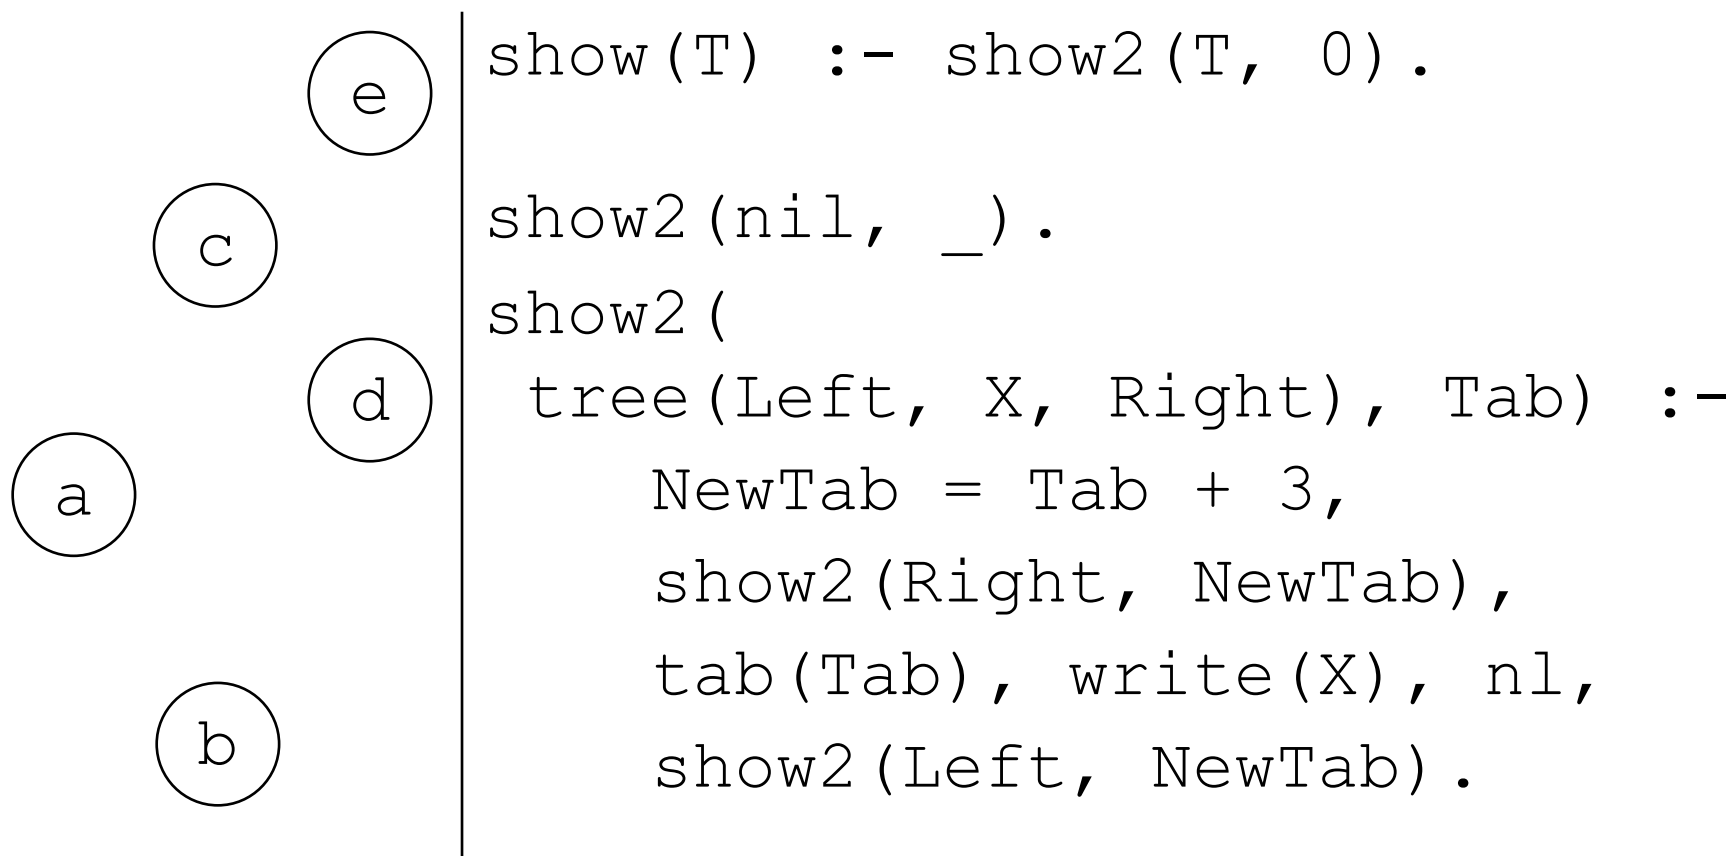 e
c
d
a
b
show(T) :- show2(T, 0).
show2(nil, _).
show2(
tree(Left, X, Right), Tab) :-
NewTab = Tab + 3,
show2(Right, NewTab),
tab(Tab), write(X), nl,
show2(Left, NewTab).